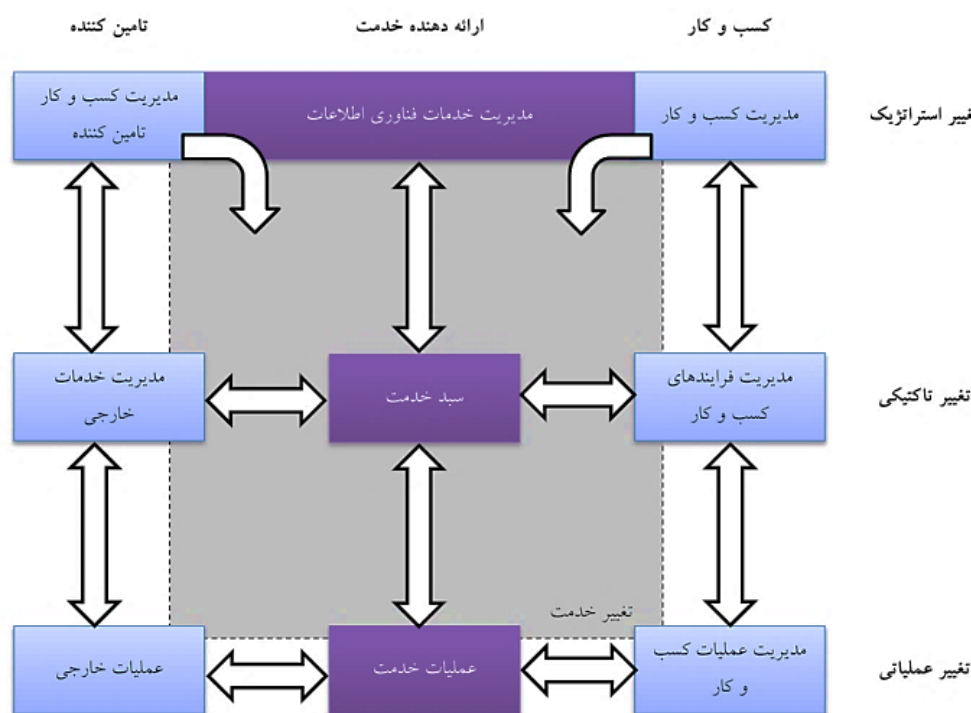 کسب و کار
ارائه دهنده خدمت
تامین کننده
تغییر استراتژیک
مدیریت کسب و کار
مدیریت خدمات فناوری اطلاعات
مدیریت کسب و کار
تامین کننده
تغییر تاکتیکی
مدیریت فرایندهای
کسب و کار
سبد خدمت
مدیریت خدمات
خارجی
تغییر خدمت
تغییر عملیاتی
مدیریت عملیات کسب
و کار
عملیات خدمت
عملیات خارجی